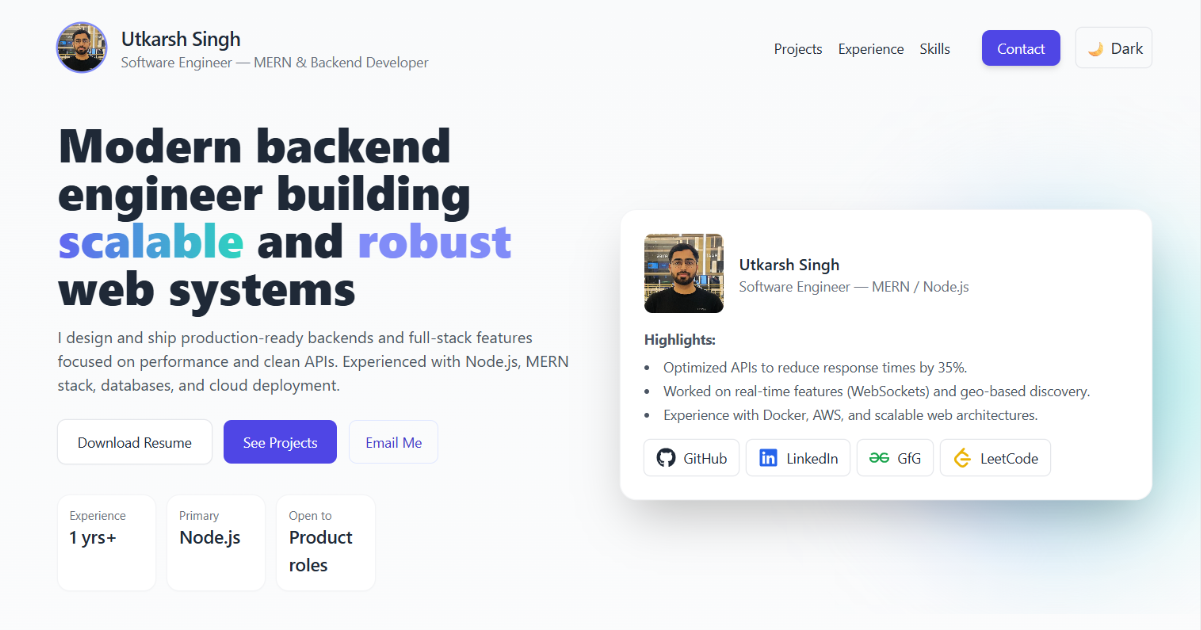 Utkarsh Singh
Software Engineer — MERN & Backend Developer
Projects
Experience
Skills
Contact
🌙 Dark
Modern backend
engineer building
scalable and robust
web systems
I design and ship production-ready backends and full-stack features
focused on performance and clean APIs. Experienced with Node.js, MERN
stack, databases, and cloud deployment.
Download Resume
See Projects
Email Me
Experience
1 yrs+
Primary
Node.js
Open to
Product
roles
Utkarsh Singh
Software Engineer — MERN / Node.js
Highlights:
• Optimized APIs to reduce response times by 35%.
• Worked on real-time features (WebSockets) and geo-based discovery.
• Experience with Docker, AWS, and scalable web architectures.
GitHub
LinkedIn
GfG
LeetCode